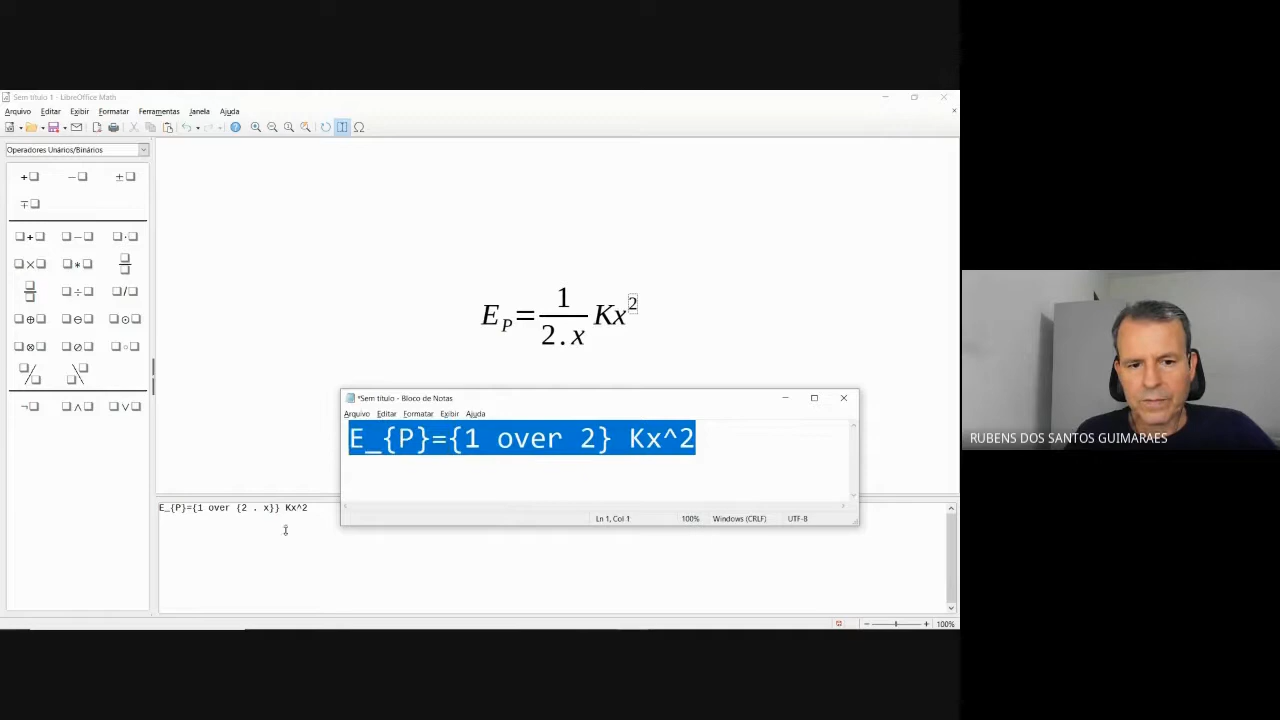 Sem título 1 - LibreOffice Math
Arquivo Editar Exibir Formatar Ferramentas Janela Ajuda
Operadores Unários/Binários
+□ −□ ±□
∓□
□+□ □−□ □·□
□×□ □∗□ □/□
□/□ □÷□ □/□
□⊕□ □⊖□ □⊙□
□⊗□ □⊘□ □∘□
¬□ □∧□ □∨□
E_P = 1/(2 . x) Kx^2
*Sem título - Bloco de Notas
Arquivo Editar Formatar Exibir Ajuda
E_{P}={1 over 2} Kx^2
Ln 1, Col 1 100% Windows (CRLF) UTF-8
E_{P}={1 over {2 . x}} Kx^2
100%
RUBENS DOS SANTOS GUIMARAES